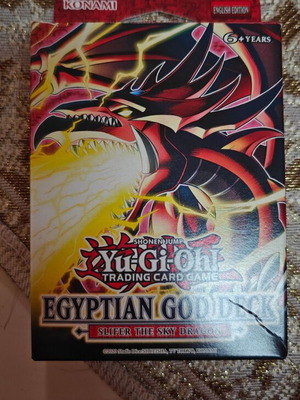 KONAMI
ENGLISH EDITION
6+ YEARS
SHONEN JUMP
Yu-Gi-Oh!
TRADING CARD GAME
EGYPTIAN GOD DECK
SLIFER THE SKY DRAGON